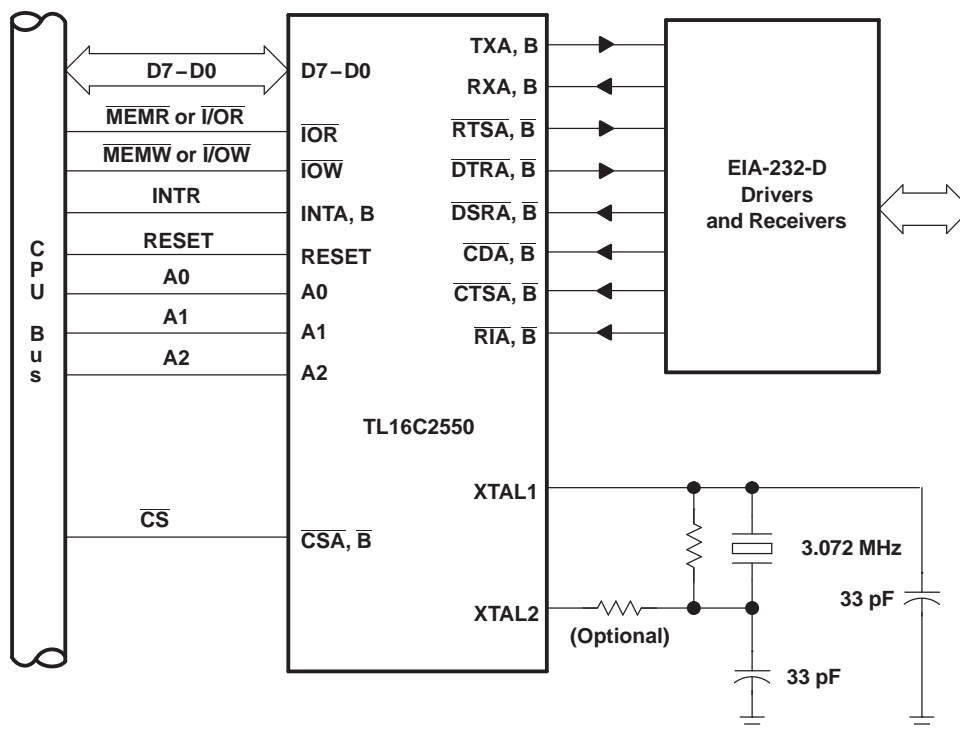 CPU Bus
D7–D0
MEMR or I/OR
MEMW or I/OW
INTR
RESET
A0
A1
A2
CS
D7–D0
IOR
IOW
INTA, B
RESET
A0
A1
A2
CSA, B
TL16C2550
TXA, B
RXA, B
RTSA, B
DTRA, B
DSRA, B
CDA, B
CTSA, B
RIA, B
XTAL1
XTAL2
EIA-232-D
Drivers
and Receivers
3.072 MHz
33 pF
(Optional)
33 pF